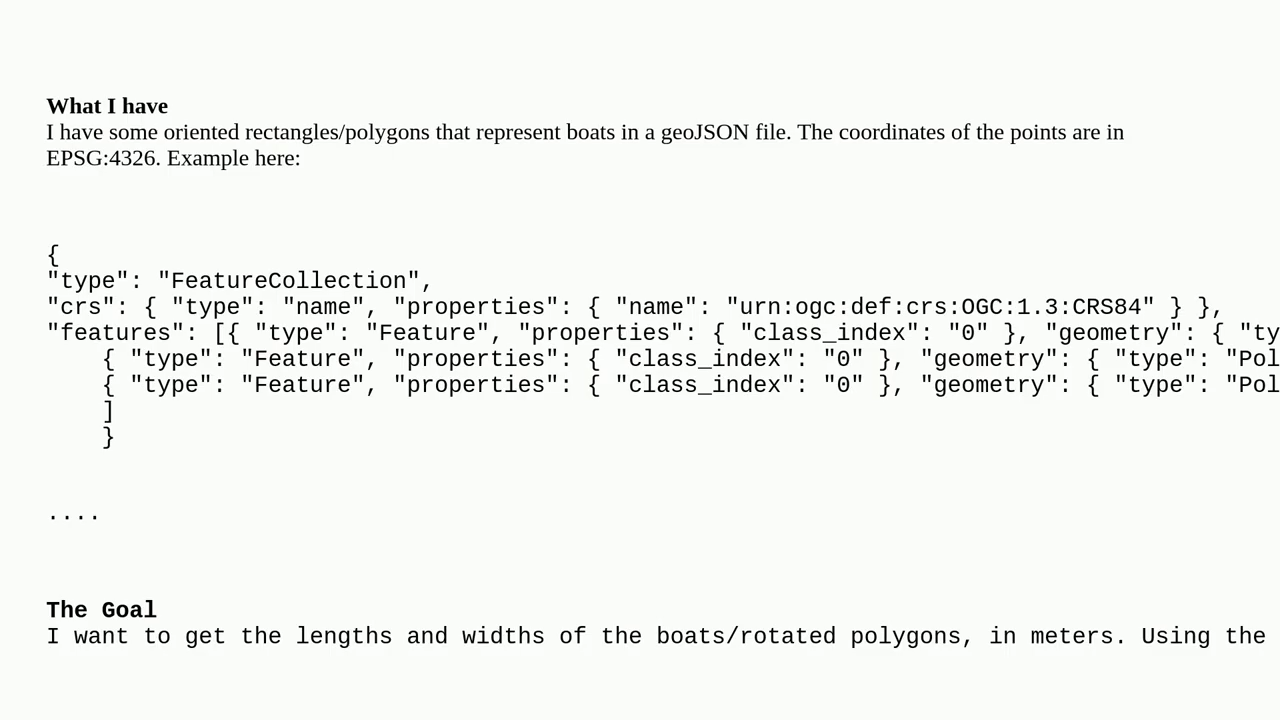 What I have
I have some oriented rectangles/polygons that represent boats in a geoJSON file. The coordinates of the points are in
EPSG:4326. Example here:
{
"type": "FeatureCollection",
"crs": { "type": "name", "properties": { "name": "urn:ogc:def:crs:OGC:1.3:CRS84" } },
"features": [{ "type": "Feature", "properties": { "class_index": "0" }, "geometry": { "ty
{ "type": "Feature", "properties": { "class_index": "0" }, "geometry": { "type": "Pol
{ "type": "Feature", "properties": { "class_index": "0" }, "geometry": { "type": "Pol
]
}
....
The Goal
I want to get the lengths and widths of the boats/rotated polygons, in meters. Using the